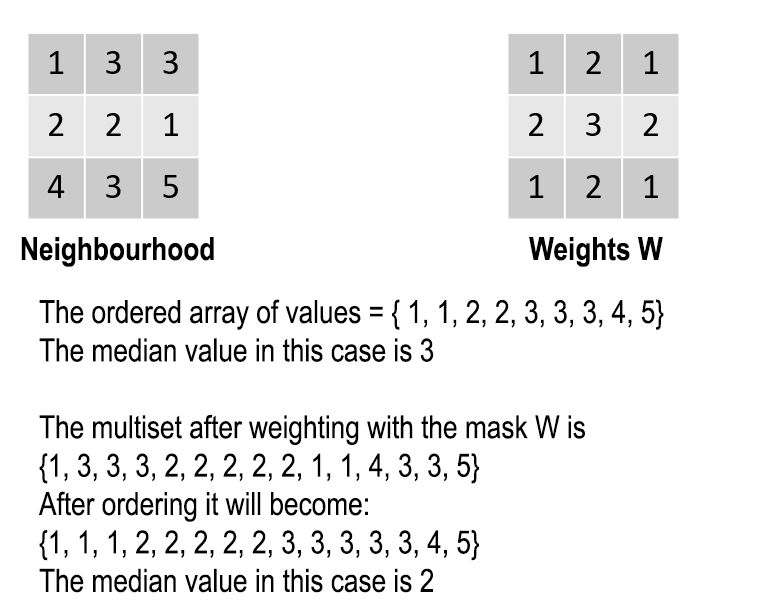 1 3 3 1 2 1
2 2 1 2 3 2
4 3 5 1 2 1
Neighbourhood Weights W
The ordered array of values = { 1, 1, 2, 2, 3, 3, 3, 4, 5}
The median value in this case is 3
The multiset after weighting with the mask W is
{1, 3, 3, 3, 2, 2, 2, 2, 2, 1, 1, 4, 3, 3, 5}
After ordering it will become:
{1, 1, 1, 2, 2, 2, 2, 2, 3, 3, 3, 3, 3, 4, 5}
The median value in this case is 2